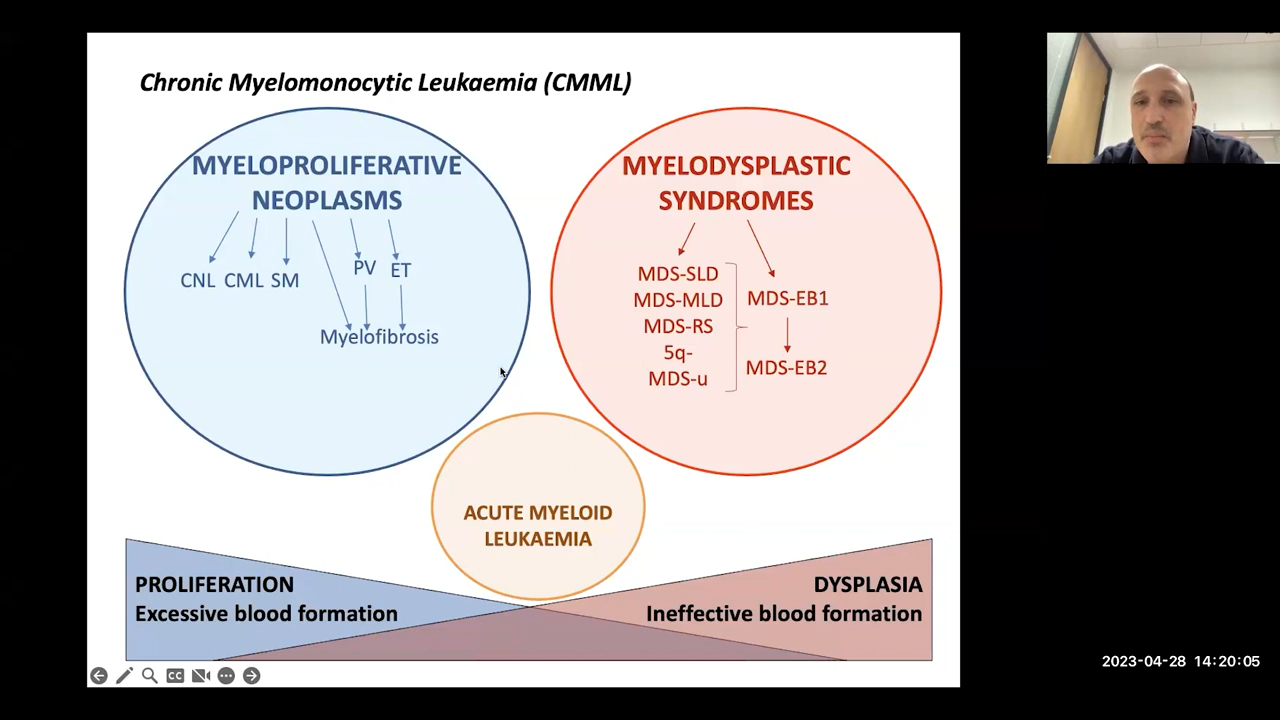 Chronic Myelomonocytic Leukaemia (CMML)
MYELOPROLIFERATIVE
NEOPLASMS
CNL CML SM
PV ET
Myelofibrosis
MYELODYSPLASTIC
SYNDROMES
MDS-SLD
MDS-MLD
MDS-RS
5q-
MDS-u
MDS-EB1
MDS-EB2
ACUTE MYELOID
LEUKAEMIA
PROLIFERATION
Excessive blood formation
DYSPLASIA
Ineffective blood formation
CC
2023-04-28 14:20:05